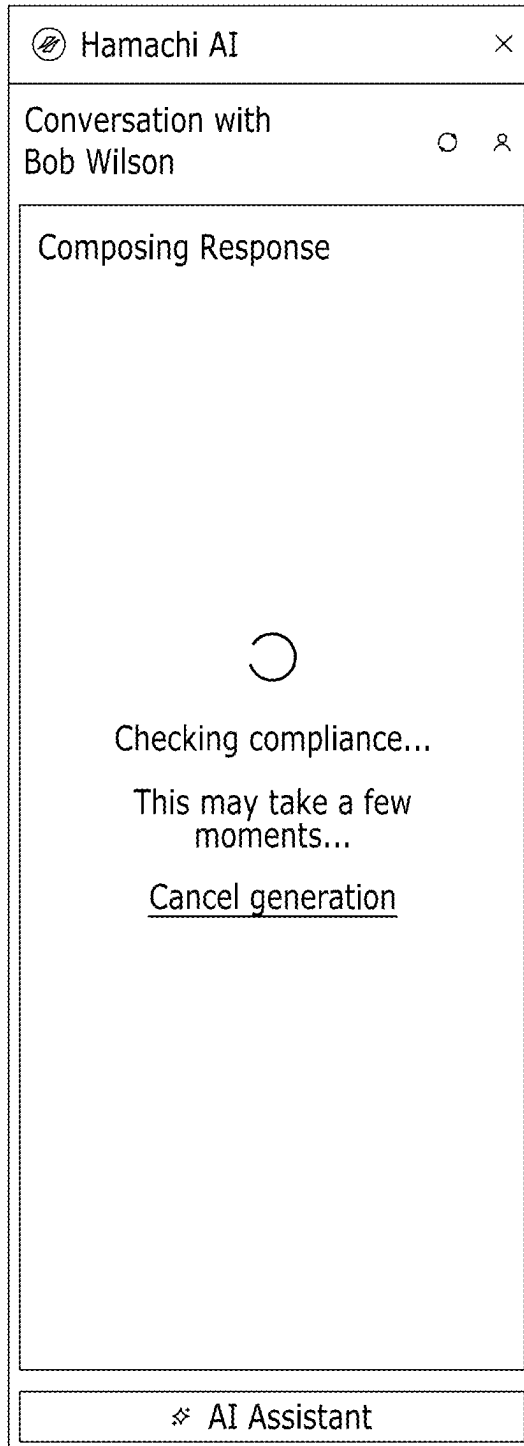 Hamachi AI
Conversation with
Bob Wilson
Composing Response
Checking compliance...
This may take a few
moments...
Cancel generation
AI Assistant